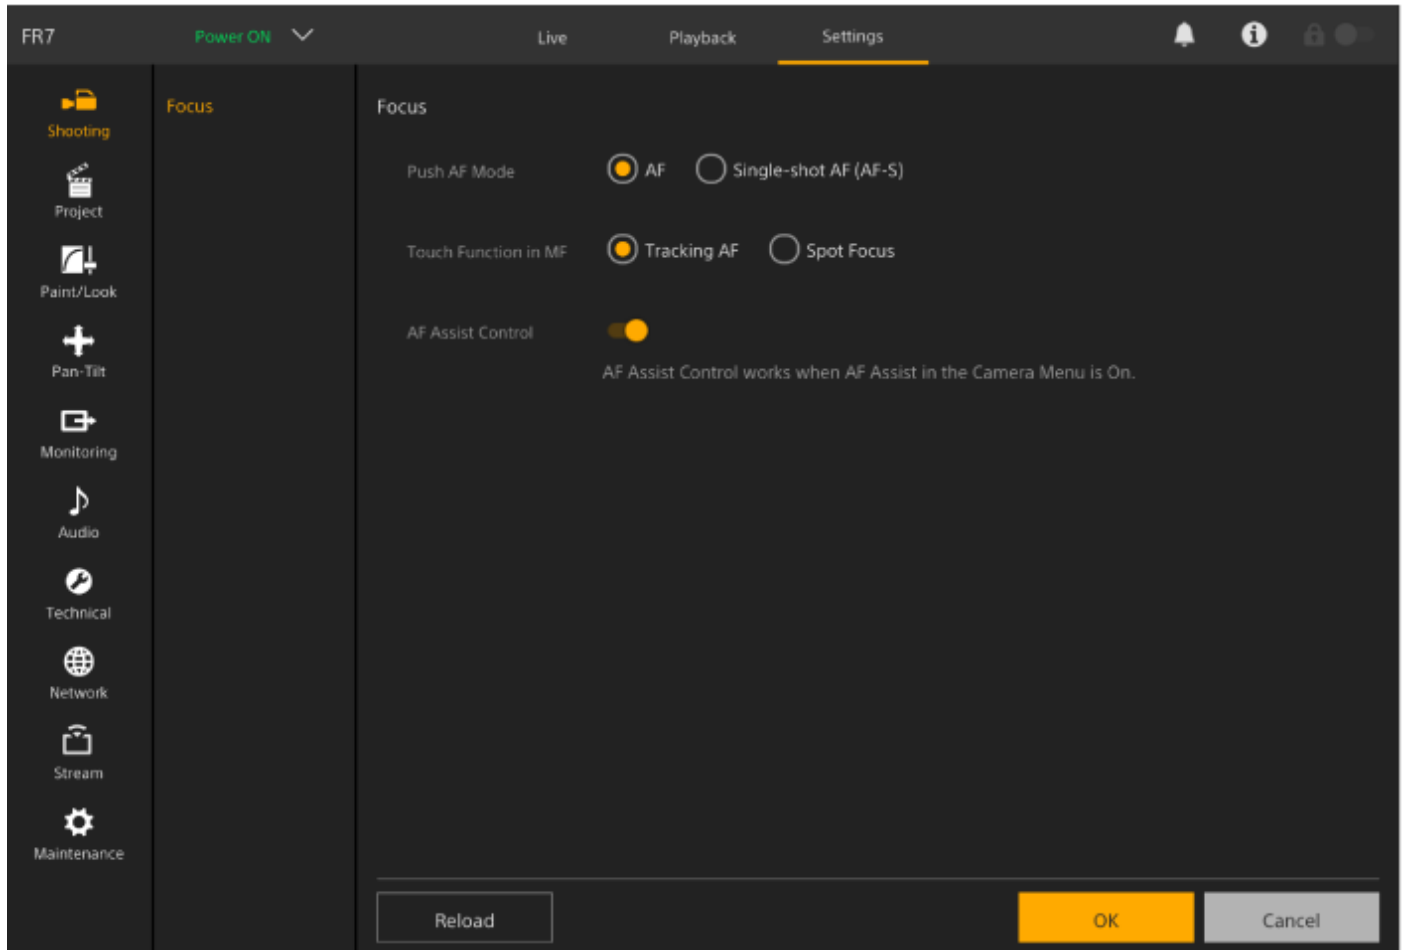 FR7
Power ON
Live
Playback
Settings
Shooting
Project
Paint/Look
Pan-Tilt
Monitoring
Audio
Technical
Network
Stream
Maintenance
Focus
Focus
Push AF Mode
AF
Single-shot AF (AF-S)
Touch Function in MF
Tracking AF
Spot Focus
AF Assist Control
AF Assist Control works when AF Assist in the Camera Menu is On.
Reload
OK
Cancel